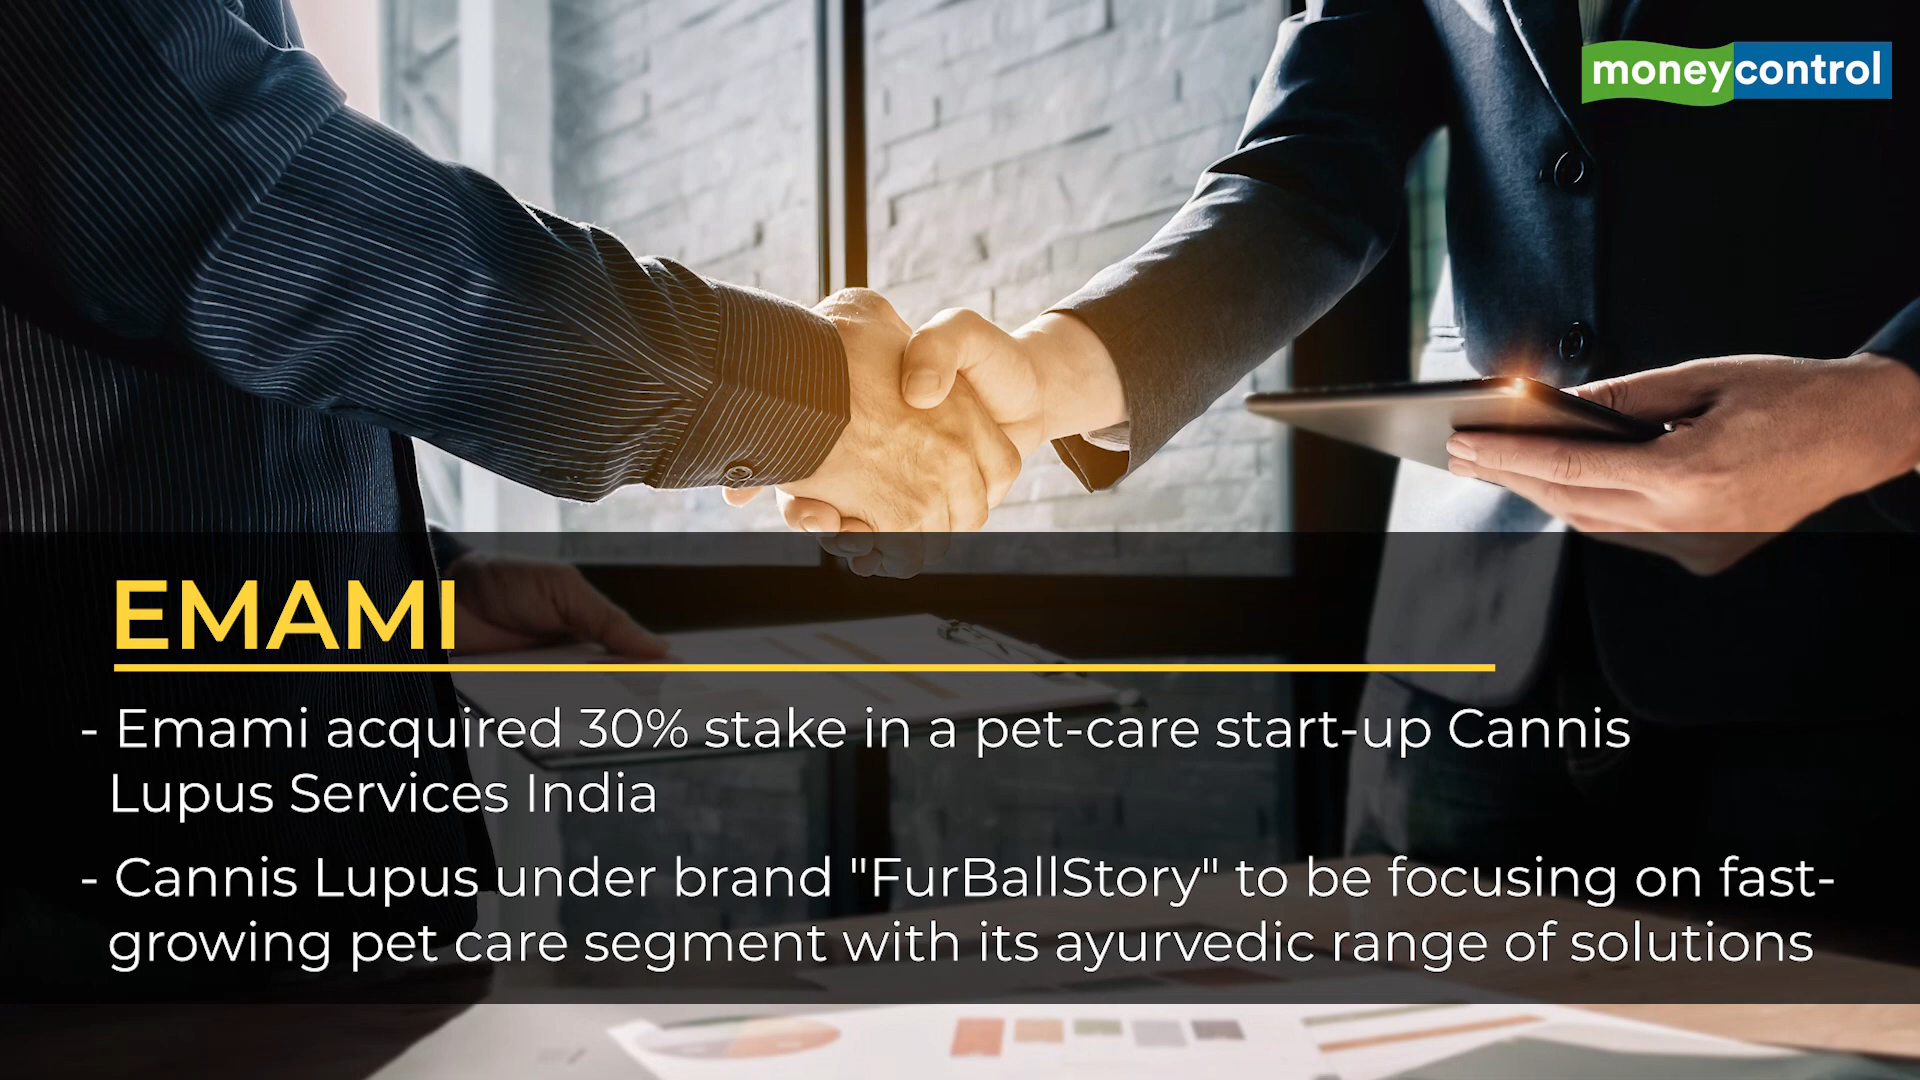 moneycontrol
EMAMI
- Emami acquired 30% stake in a pet-care start-up Cannis
Lupus Services India
- Cannis Lupus under brand "FurBallStory" to be focusing on fast-
growing pet care segment with its ayurvedic range of solutions